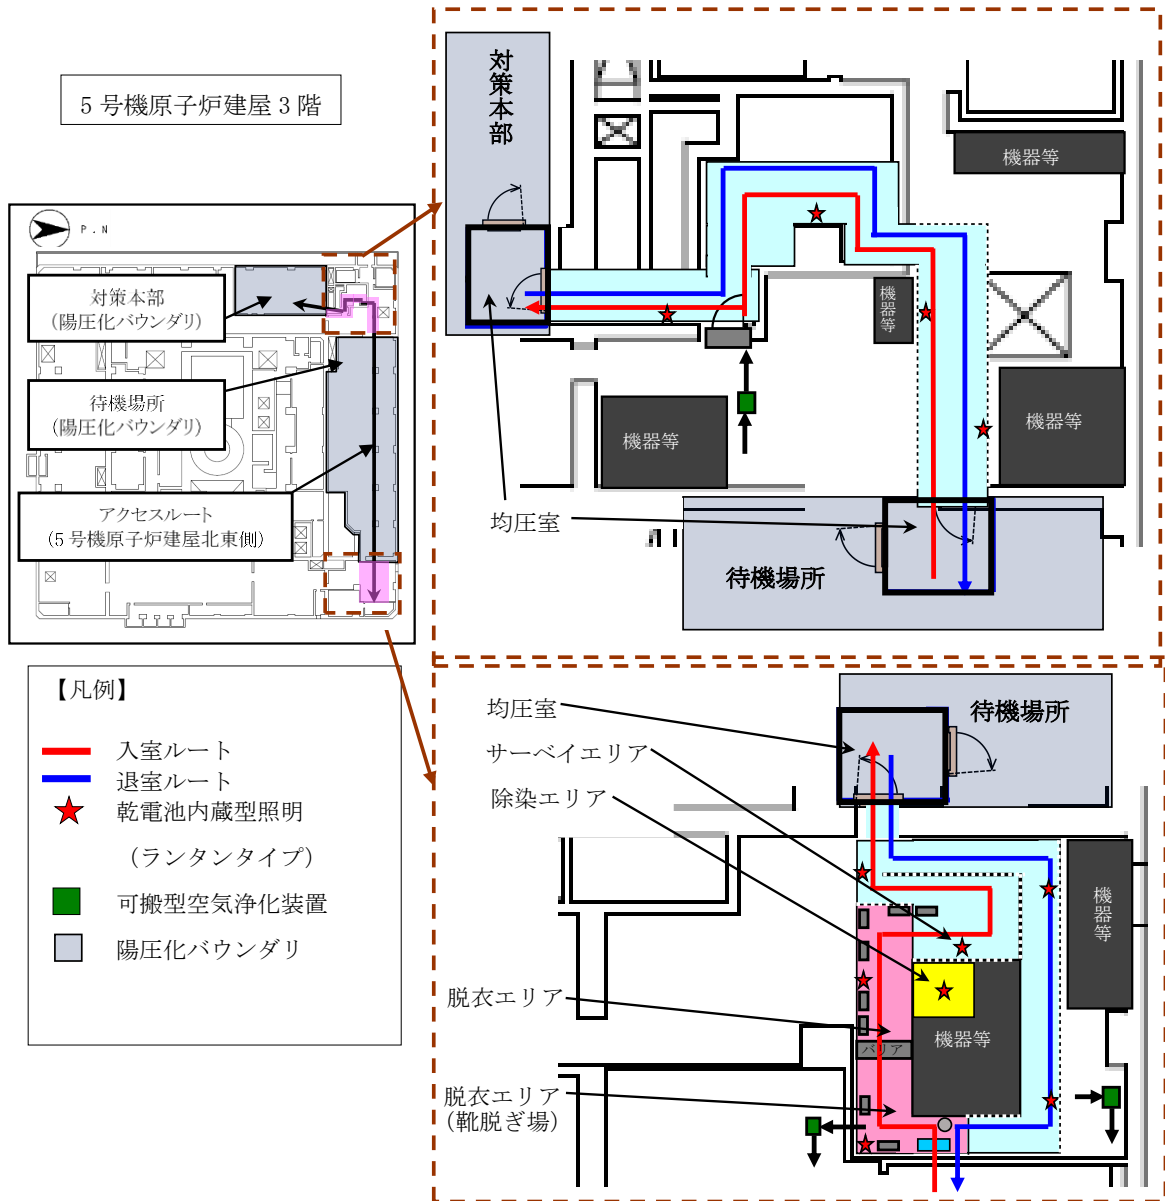 5号機原子炉建屋3階
P.N
対策本部
(陽圧化バウンダリ)
待機場所
(陽圧化バウンダリ)
アクセスルート
(5号機原子炉建屋北東側)
【凡例】
入室ルート
退室ルート
乾電池内蔵型照明
(ランタンタイプ)
可搬型空気浄化装置
陽圧化バウンダリ
対策本部
機器等
機器等
機器等
機器等
均圧室
待機場所
均圧室
待機場所
サーベイエリア
除染エリア
機器等
脱衣エリア
機器等
バリア
脱衣エリア
(靴脱ぎ場)